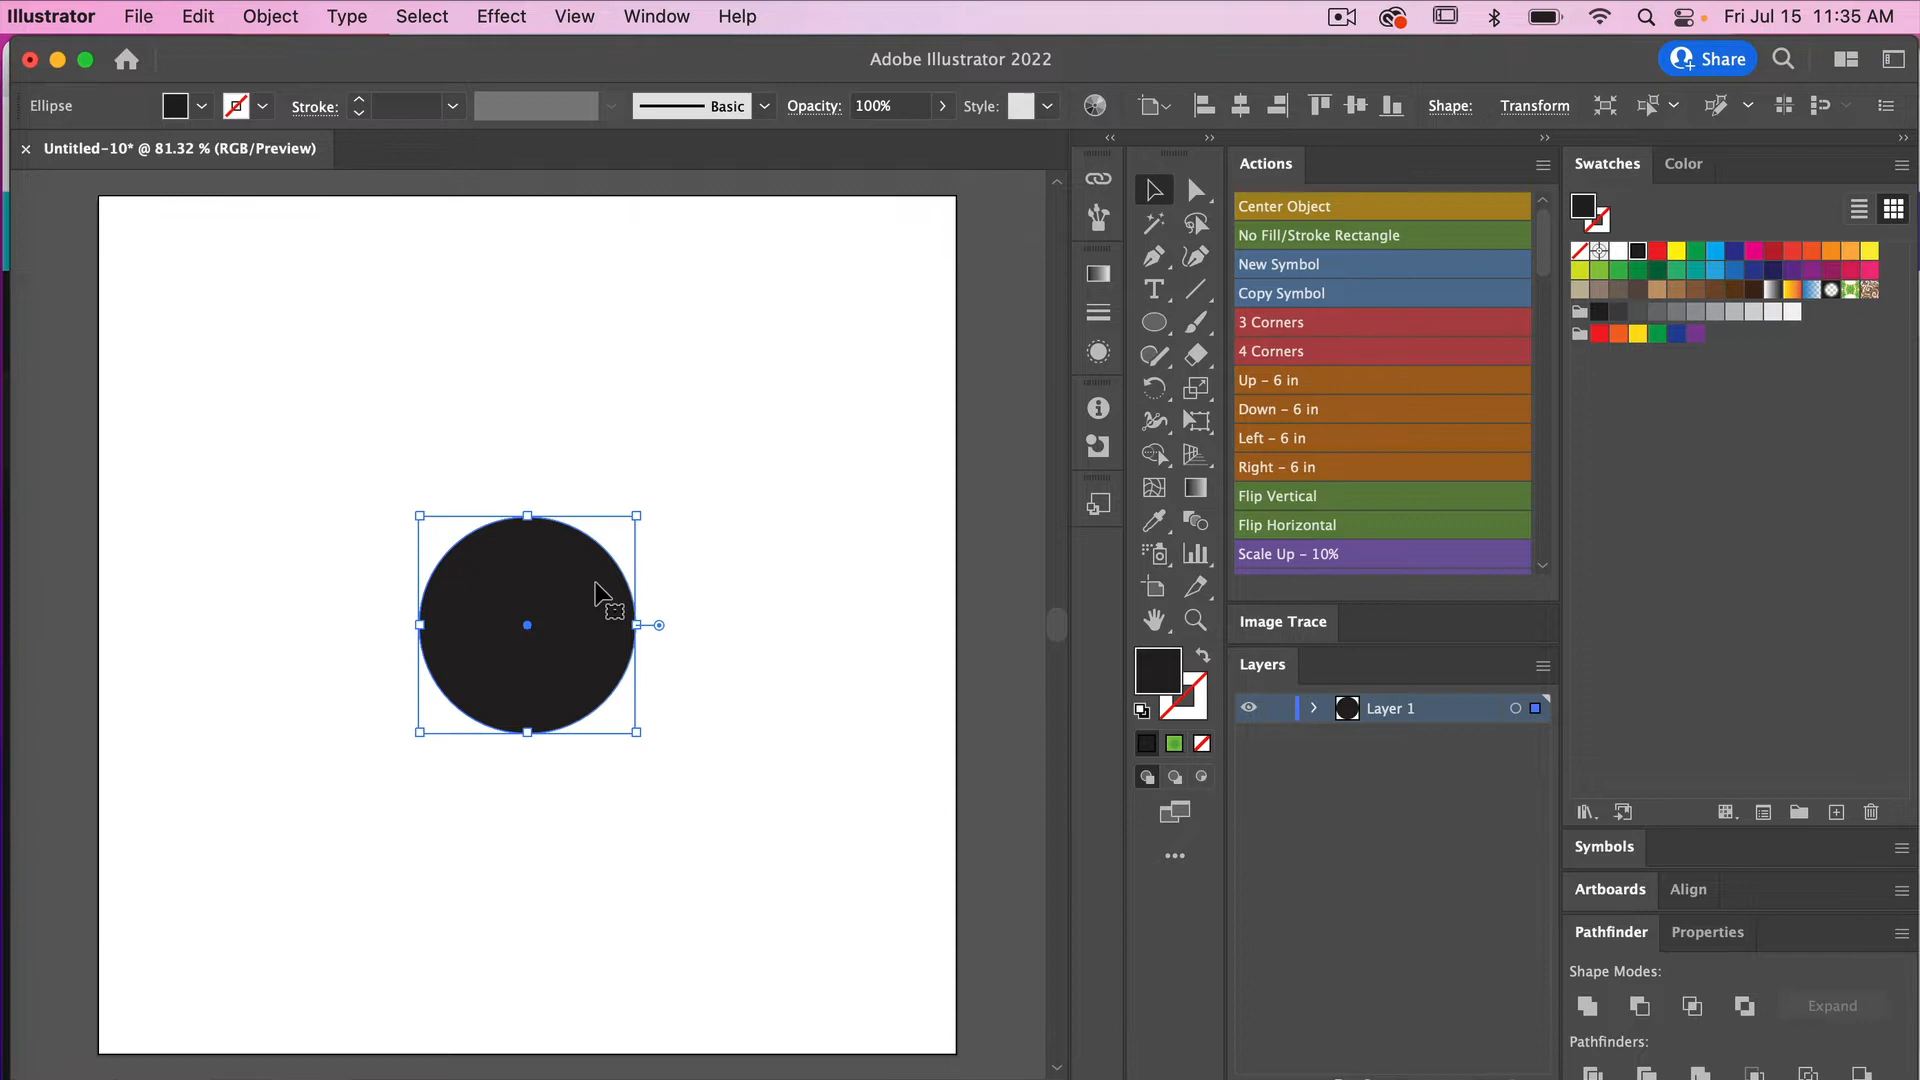 Illustrator File Edit Object Type Select Effect View Window Help Fri Jul 15 11:35 AM
Adobe Illustrator 2022 Share
Ellipse Stroke: Basic Opacity: 100% Style: Shape: Transform
Untitled-10* @ 81.32 % (RGB/Preview)
Actions
Center Object
No Fill/Stroke Rectangle
New Symbol
Copy Symbol
3 Corners
4 Corners
Up - 6 in
Down - 6 in
Left - 6 in
Right - 6 in
Flip Vertical
Flip Horizontal
Scale Up - 10%
Image Trace
Layers
Layer 1
Swatches Color
Symbols
Artboards Align
Pathfinder Properties
Shape Modes:
Expand
Pathfinders: